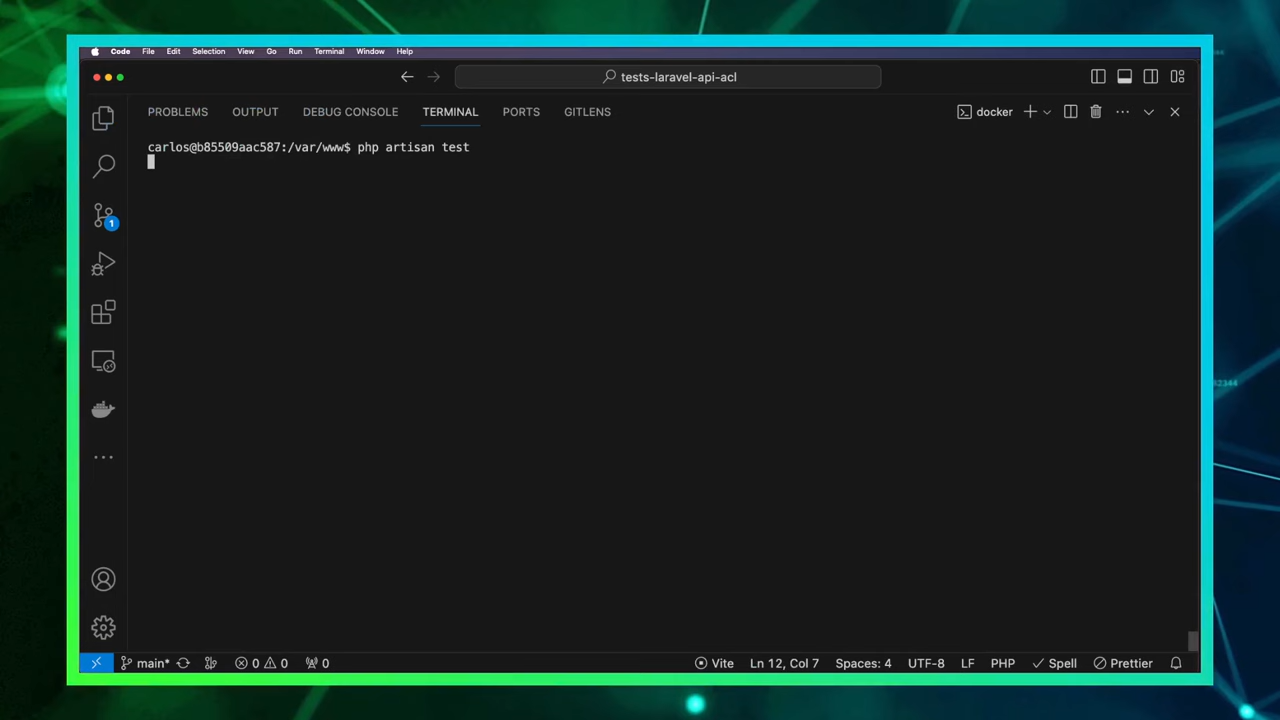 Code File Edit Selection View Go Run Terminal Window Help
tests-laravel-api-acl
PROBLEMS OUTPUT DEBUG CONSOLE TERMINAL PORTS GITLENS docker
carlos@b85509aac587:/var/www$ php artisan test
1
main* 0 0 0 Vite Ln 12, Col 7 Spaces: 4 UTF-8 LF PHP Spell Prettier